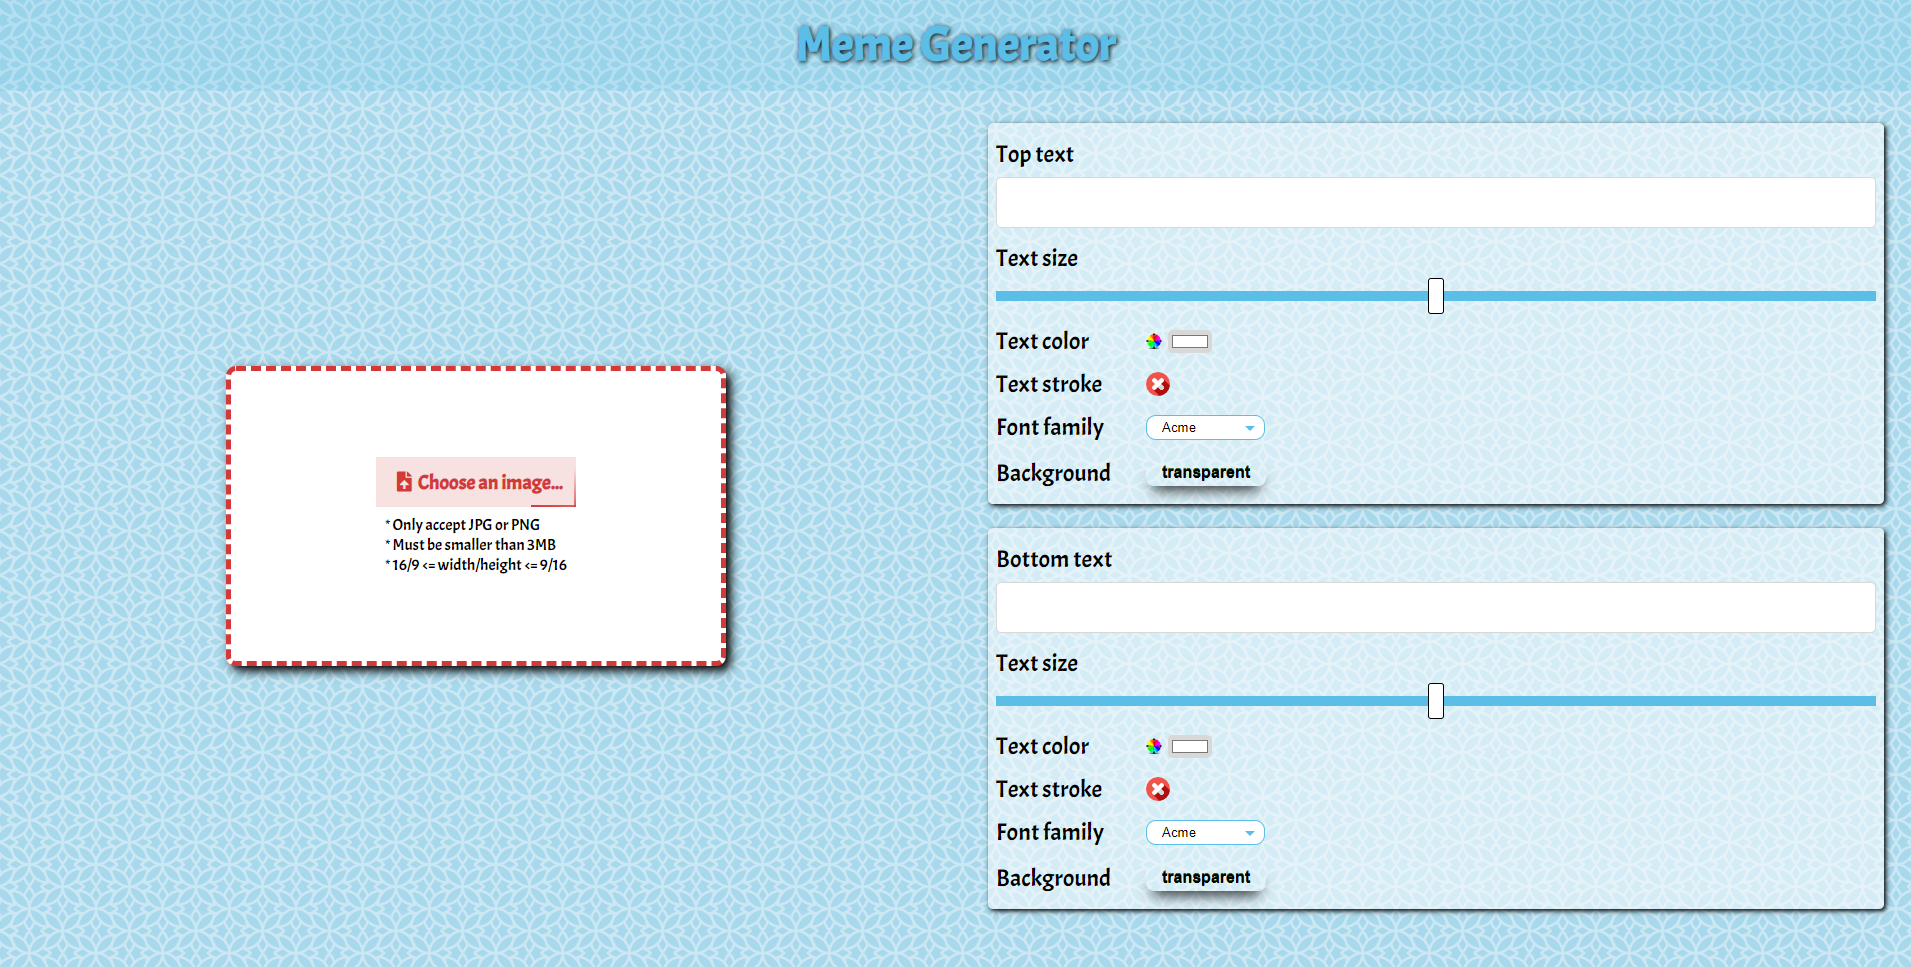 Meme Generator
Choose an image...
* Only accept JPG or PNG
* Must be smaller than 3MB
* 16/9 <= width/height <= 9/16
Top text
Text size
Text color
Text stroke
Font family
Acme
Background
transparent
Bottom text
Text size
Text color
Text stroke
Font family
Acme
Background
transparent